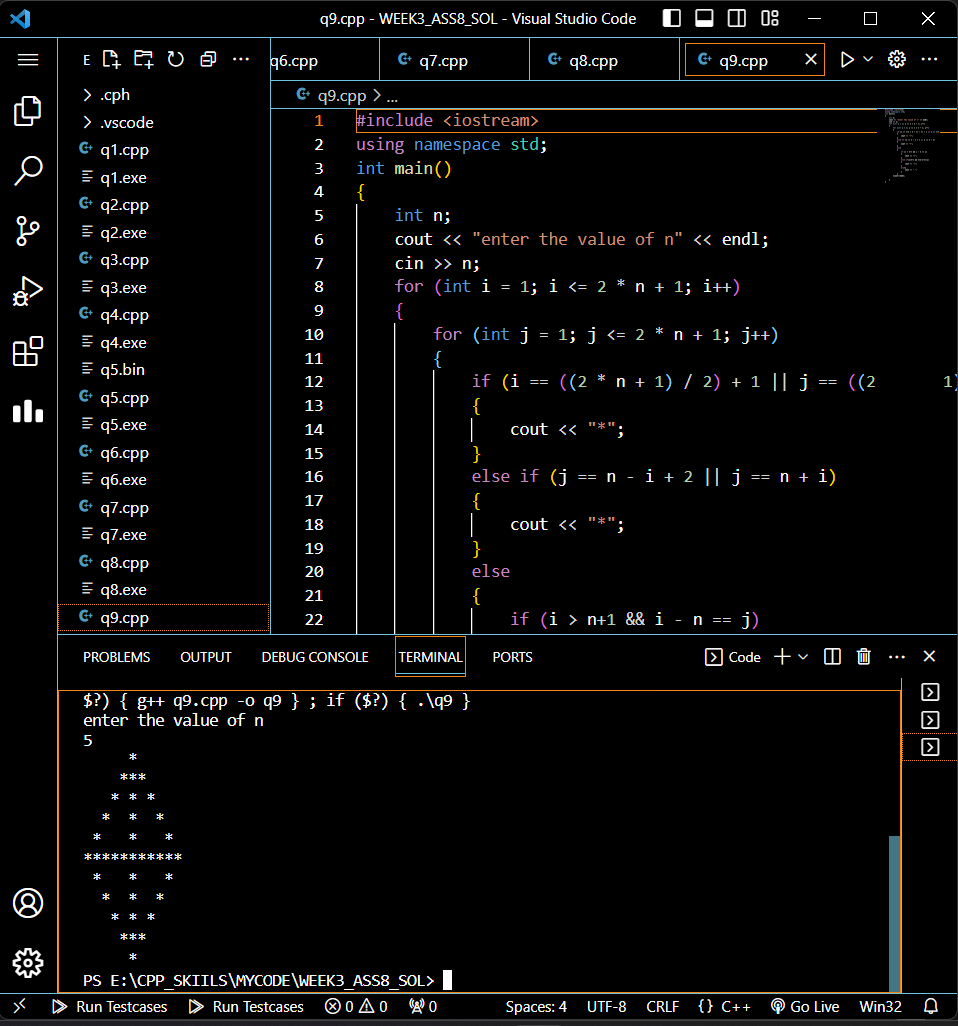 q9.cpp - WEEK3_ASS8_SOL - Visual Studio Code
E
q6.cpp
q7.cpp
q8.cpp
q9.cpp
q9.cpp > ...
.cph
.vscode
q1.cpp
q1.exe
q2.cpp
q2.exe
q3.cpp
q3.exe
q4.cpp
q4.exe
q5.bin
q5.cpp
q5.exe
q6.cpp
q6.exe
q7.cpp
q7.exe
q8.cpp
q8.exe
q9.cpp
1 #include <iostream>
2 using namespace std;
3 int main()
4 {
5     int n;
6     cout << "enter the value of n" << endl;
7     cin >> n;
8     for (int i = 1; i <= 2 * n + 1; i++)
9     {
10         for (int j = 1; j <= 2 * n + 1; j++)
11         {
12             if (i == ((2 * n + 1) / 2) + 1 || j == ((2       1)
13             {
14                 cout << "*";
15             }
16             else if (j == n - i + 2 || j == n + i)
17             {
18                 cout << "*";
19             }
20             else
21             {
22                 if (i > n+1 && i - n == j)
PROBLEMS OUTPUT DEBUG CONSOLE TERMINAL PORTS
Code
$?) { g++ q9.cpp -o q9 } ; if ($?) { .\q9 }
enter the value of n
5
     *
    ***
   * * *
  *  *  *
 *   *   *
***********
 *   *   *
  *  *  *
   * * *
    ***
     *
PS E:\CPP_SKIILS\MYCODE\WEEK3_ASS8_SOL>
Run Testcases Run Testcases 0 0 0 Spaces: 4 UTF-8 CRLF {} C++ Go Live Win32